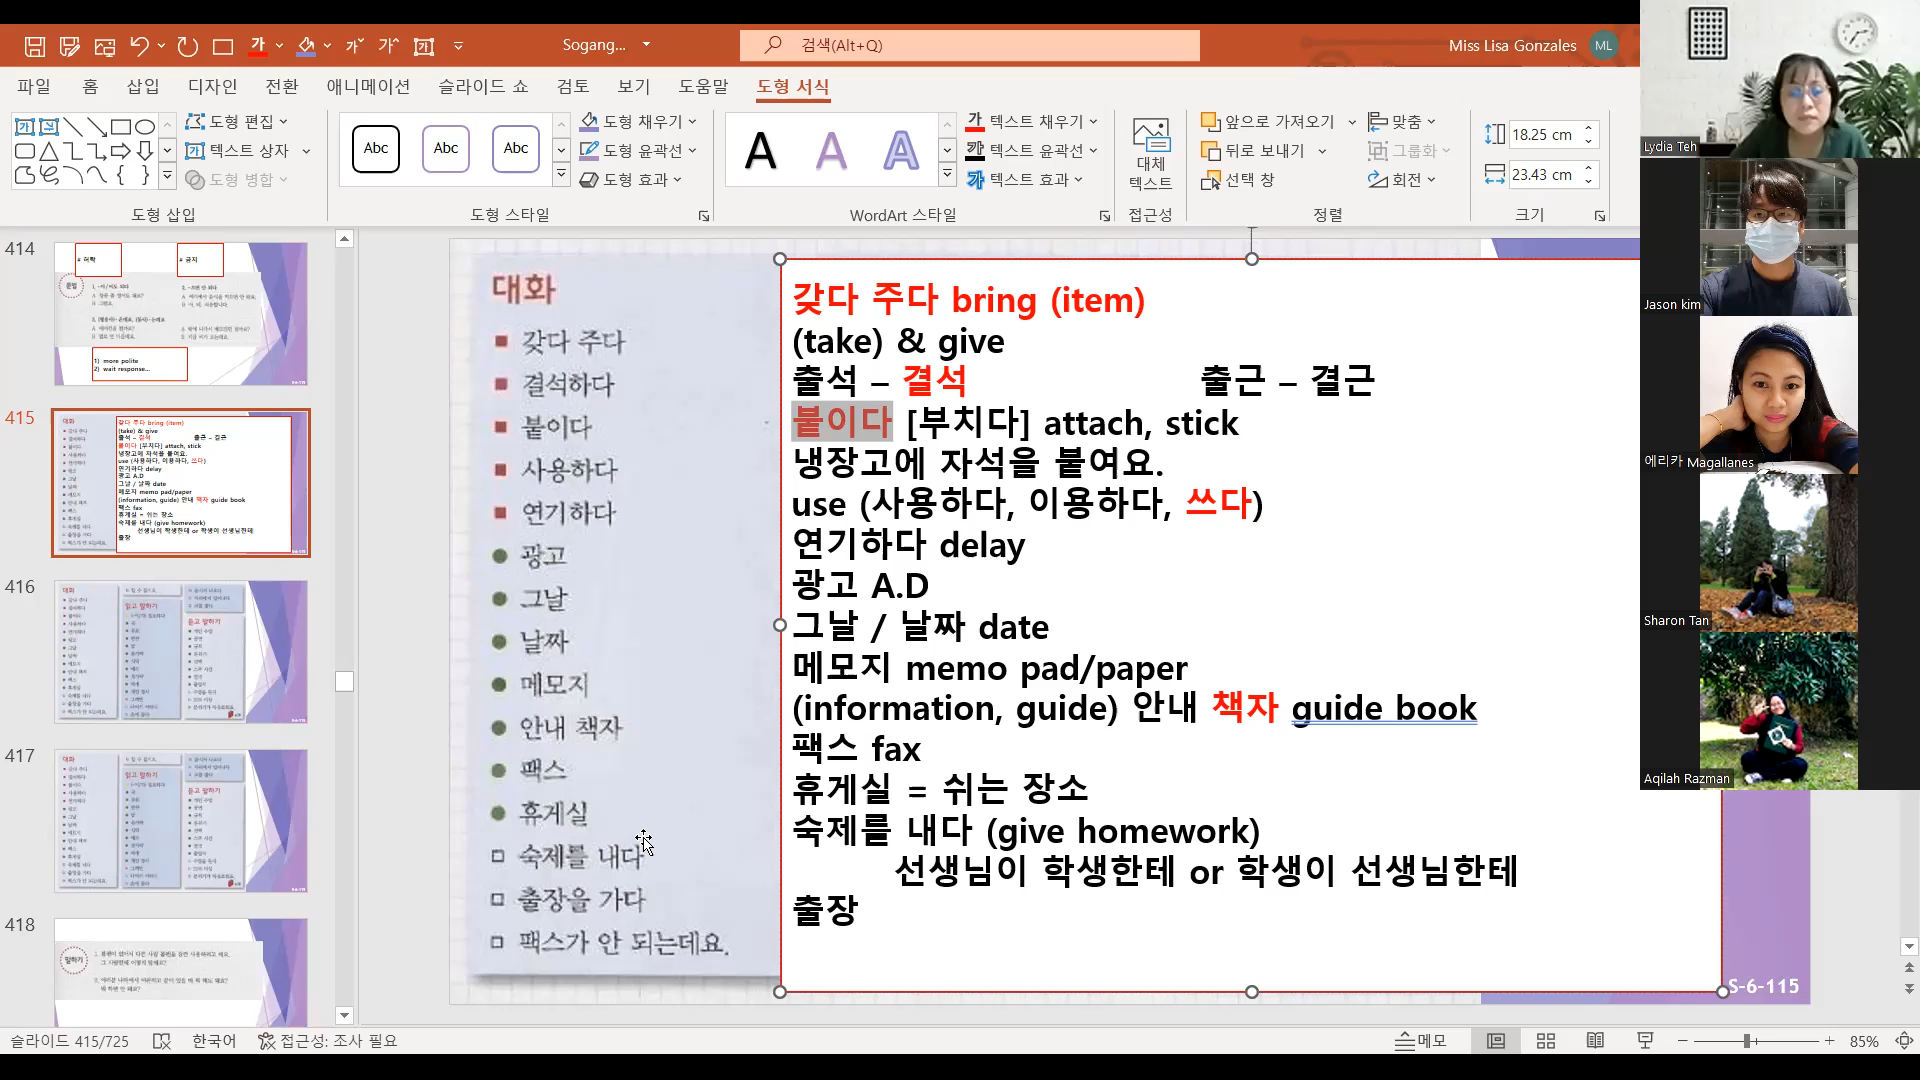 Sogang...
검색(Alt+Q)
Miss Lisa Gonzales
ML
파일 홈 삽입 디자인 전환 애니메이션 슬라이드 쇼 검토 보기 도움말 도형 서식
도형 편집
텍스트 상자
도형 병합
도형 삽입
Abc Abc Abc
도형 채우기
도형 윤곽선
도형 효과
도형 스타일
A A A
텍스트 채우기
텍스트 윤곽선
텍스트 효과
WordArt 스타일
대체
텍스트
접근성
앞으로 가져오기
뒤로 보내기
선택 창
맞춤
그룹화
회전
정렬
18.25 cm
23.43 cm
크기
414
# 허락
# 금지
1) more polite
2) wait response...
415
416
417
418
대화
갖다 주다
결석하다
붙이다
사용하다
연기하다
광고
그날
날짜
메모지
안내 책자
팩스
휴게실
숙제를 내다
출장을 가다
팩스가 안 되는데요.
갖다 주다 bring (item)
(take) & give
출석 – 결석 출근 – 결근
붙이다 [부치다] attach, stick
냉장고에 자석을 붙여요.
use (사용하다, 이용하다, 쓰다)
연기하다 delay
광고 A.D
그날 / 날짜 date
메모지 memo pad/paper
(information, guide) 안내 책자 guide book
팩스 fax
휴게실 = 쉬는 장소
숙제를 내다 (give homework)
선생님이 학생한테 or 학생이 선생님한테
출장
S-6-115
Lydia Teh
Jason kim
에리카 Magallanes
Sharon Tan
Aqilah Razman
슬라이드 415/725
한국어
접근성: 조사 필요
메모
85%